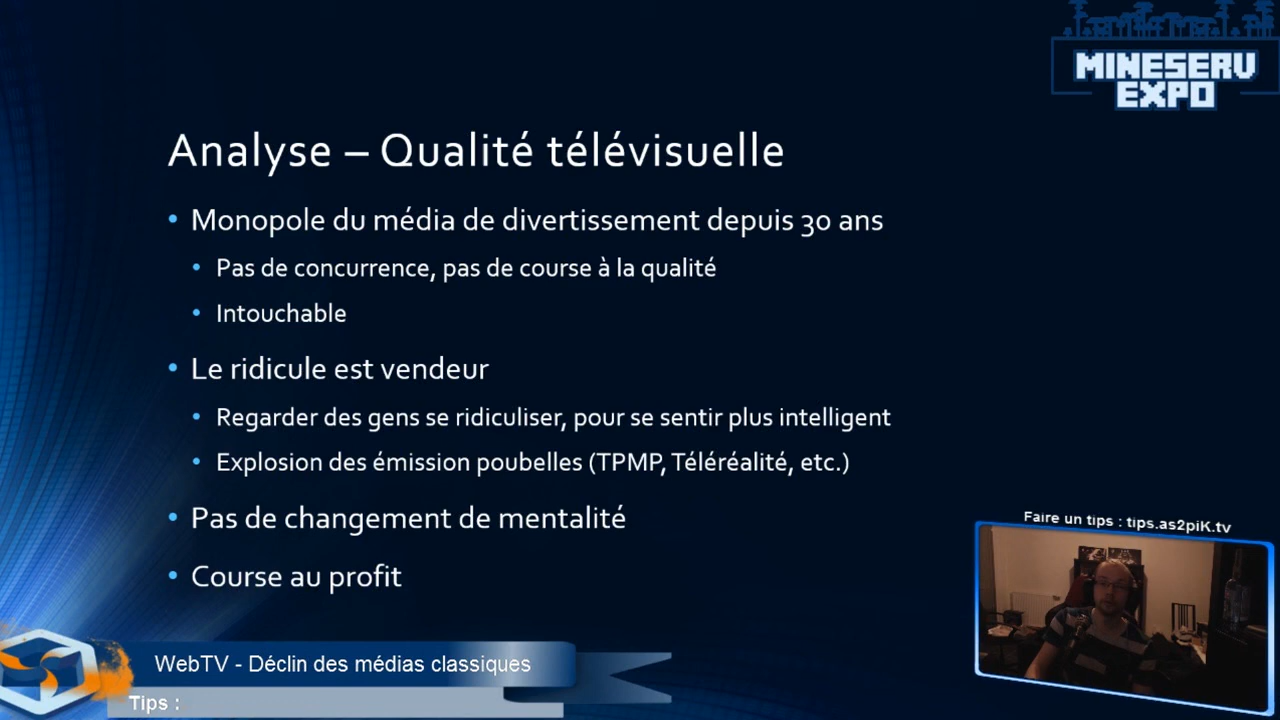 MINESERV
EXPO
Analyse – Qualité télévisuelle
• Monopole du média de divertissement depuis 30 ans
• Pas de concurrence, pas de course à la qualité
• Intouchable
• Le ridicule est vendeur
• Regarder des gens se ridiculiser, pour se sentir plus intelligent
• Explosion des émission poubelles (TPMP, Téléréalité, etc.)
• Pas de changement de mentalité
• Course au profit
Faire un tips : tips.as2piK.tv
WebTV - Déclin des médias classiques
Tips :